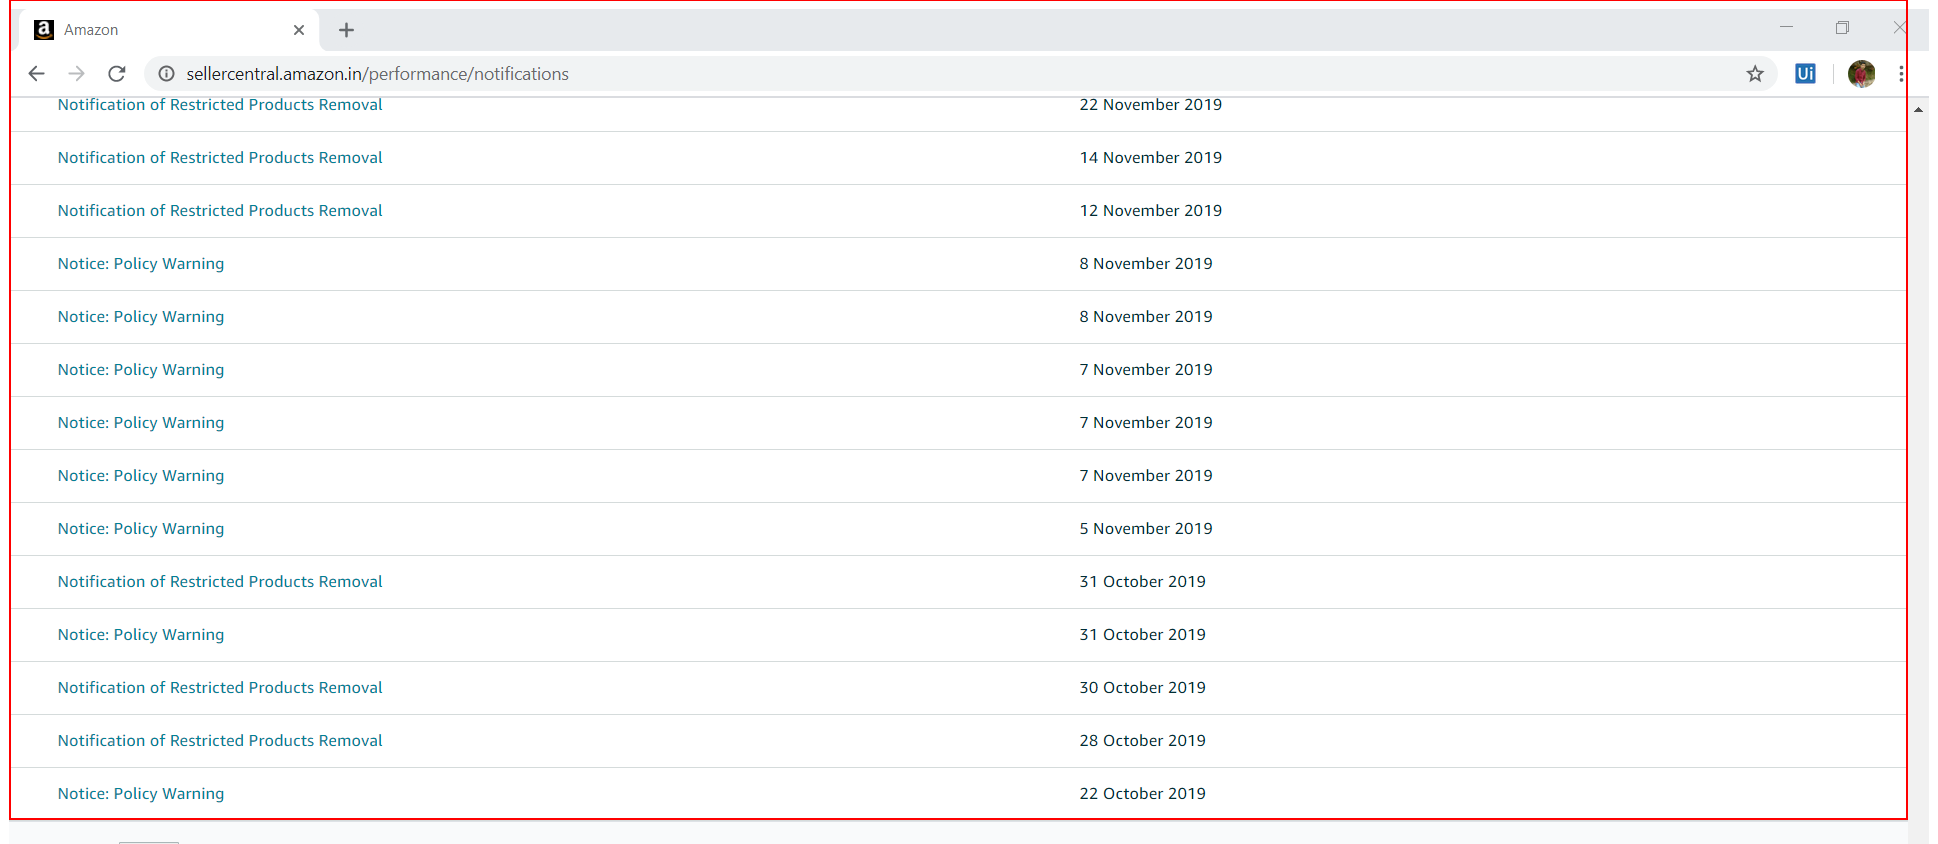 Amazon
sellercentral.amazon.in/performance/notifications
Ui
Notification of Restricted Products Removal 22 November 2019
Notification of Restricted Products Removal 14 November 2019
Notification of Restricted Products Removal 12 November 2019
Notice: Policy Warning 8 November 2019
Notice: Policy Warning 8 November 2019
Notice: Policy Warning 7 November 2019
Notice: Policy Warning 7 November 2019
Notice: Policy Warning 7 November 2019
Notice: Policy Warning 5 November 2019
Notification of Restricted Products Removal 31 October 2019
Notice: Policy Warning 31 October 2019
Notification of Restricted Products Removal 30 October 2019
Notification of Restricted Products Removal 28 October 2019
Notice: Policy Warning 22 October 2019